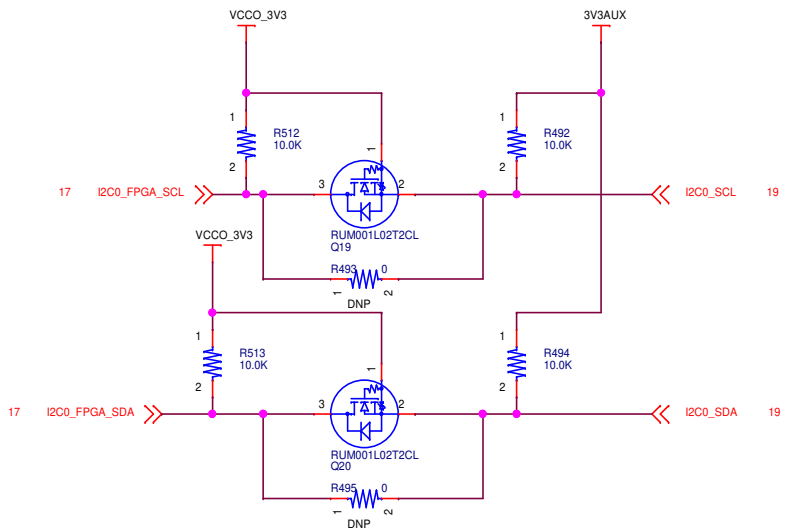 VCCO_3V3
3V3AUX
1
R512
10.0K
2
1
R492
10.0K
2
1
17
I2C0_FPGA_SCL
3
2
I2C0_SCL
19
RUM001L02T2CL
Q19
VCCO_3V3
R493
0
1
2
DNP
1
R513
10.0K
2
1
R494
10.0K
2
1
17
I2C0_FPGA_SDA
3
2
I2C0_SDA
19
RUM001L02T2CL
Q20
R495
0
1
2
DNP